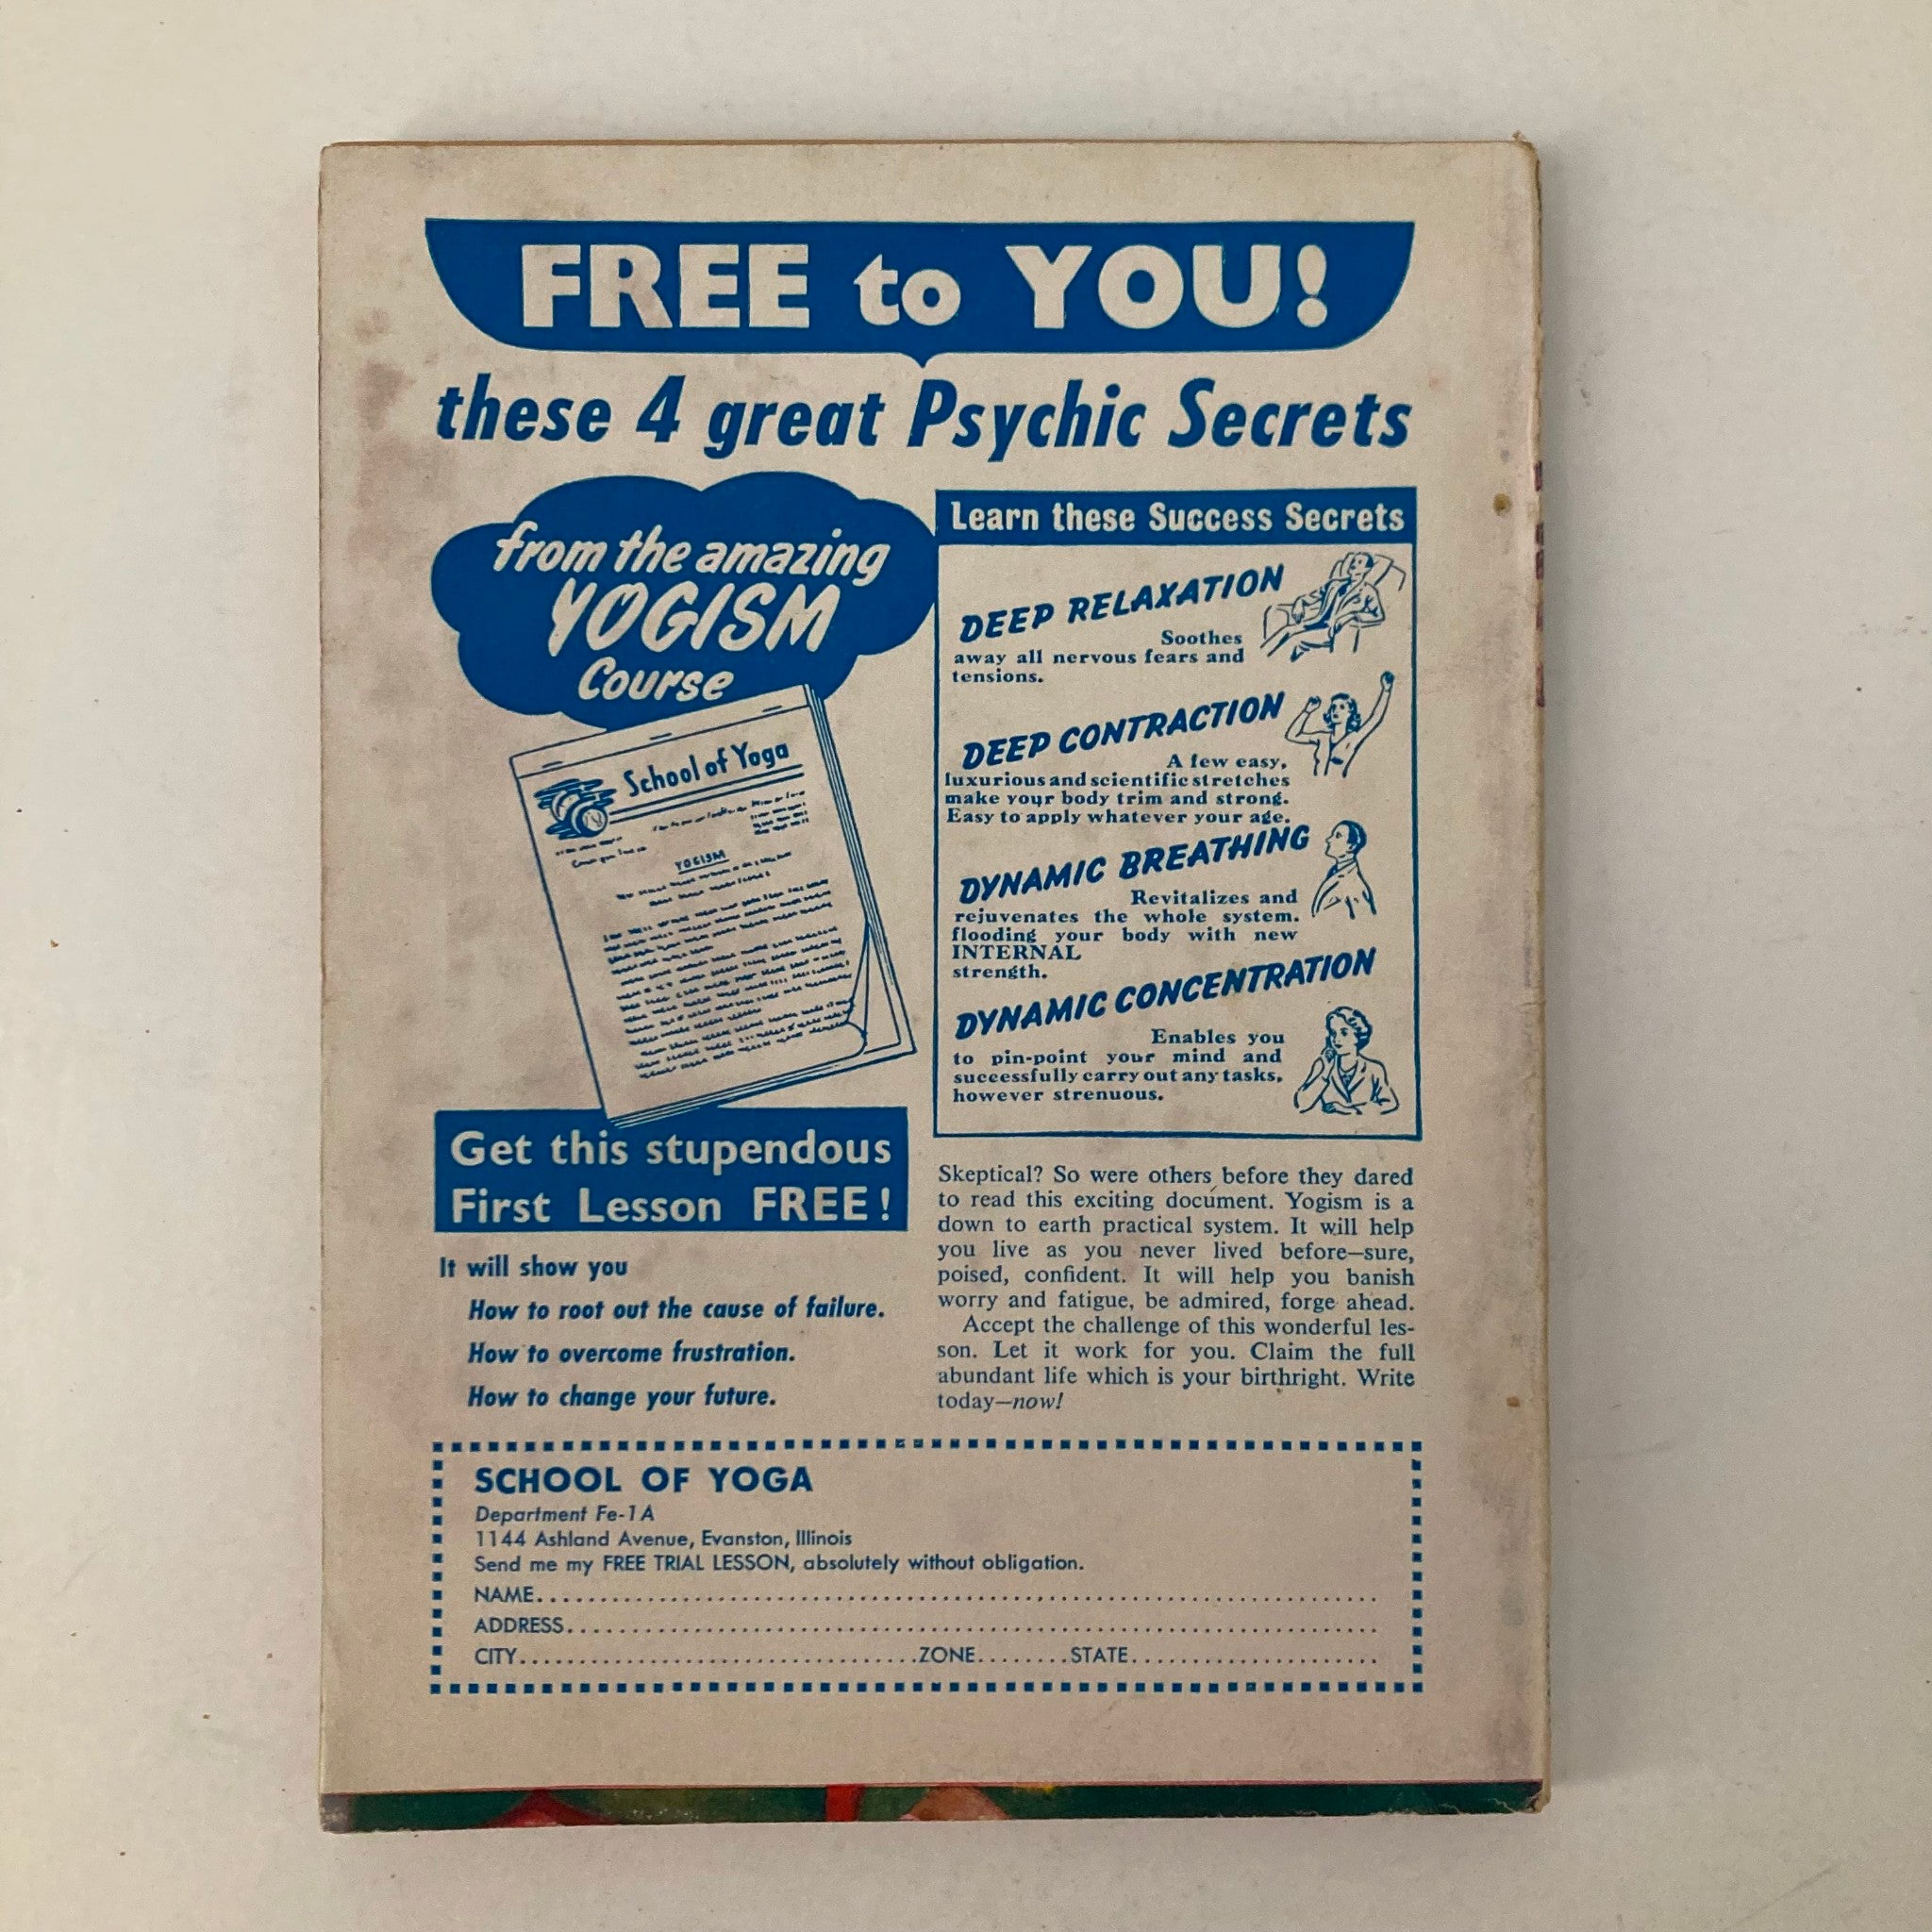 FREE to YOU!
these 4 great Psychic Secrets
from the amazing
YOGISM
Course
School of Yoga
YOGISM
Get this stupendous
First Lesson FREE!
It will show you
How to root out the cause of failure.
How to overcome frustration.
How to change your future.
Learn these Success Secrets
DEEP RELAXATION
Soothes
away all nervous fears and
tensions.
DEEP CONTRACTION
A few easy,
luxurious and scientific stretches
make your body trim and strong.
Easy to apply whatever your age.
DYNAMIC BREATHING
Revitalizes and
rejuvenates the whole system.
flooding your body with new
INTERNAL
strength.
DYNAMIC CONCENTRATION
Enables you
to pin-point your mind and
successfully carry out any tasks,
however strenuous.
Skeptical? So were others before they dared
to read this exciting document. Yogism is a
down to earth practical system. It will help
you live as you never lived before—sure,
poised, confident. It will help you banish
worry and fatigue, be admired, forge ahead.
Accept the challenge of this wonderful les-
son. Let it work for you. Claim the full
abundant life which is your birthright. Write
today—now!
SCHOOL OF YOGA
Department Fe-1A
1144 Ashland Avenue, Evanston, Illinois
Send me my FREE TRIAL LESSON, absolutely without obligation.
NAME
ADDRESS
CITY ZONE STATE